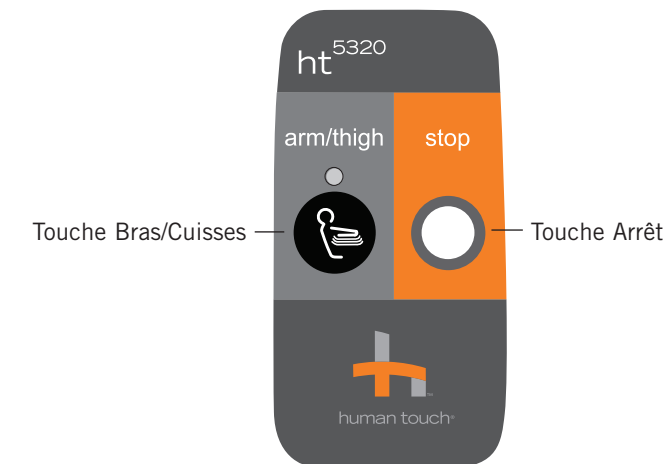 ht5320
arm/thigh
stop
Touche Bras/Cuisses
Touche Arrêt
human touch®